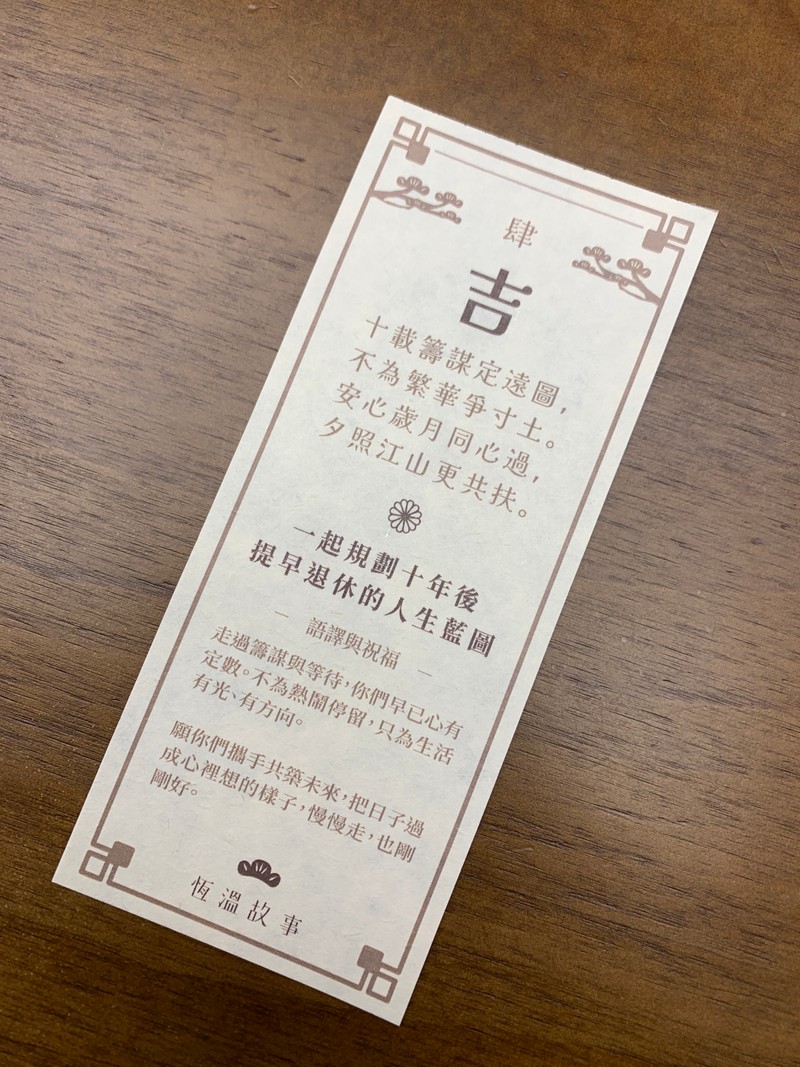 肆
吉
十載籌謀定遠圖，
不為繁華爭寸土。
安心歲月同心過，
夕照江山更共扶。
一起規劃十年後
提早退休的人生藍圖
— 語譯與祝福 —
走過籌謀與等待，你們早已心有
定數。不為熱鬧停留，只為生活
有光、有方向。
願你們攜手共築未來，把日子過
成心裡想的樣子，慢慢走，也剛
剛好。
恆溫故事